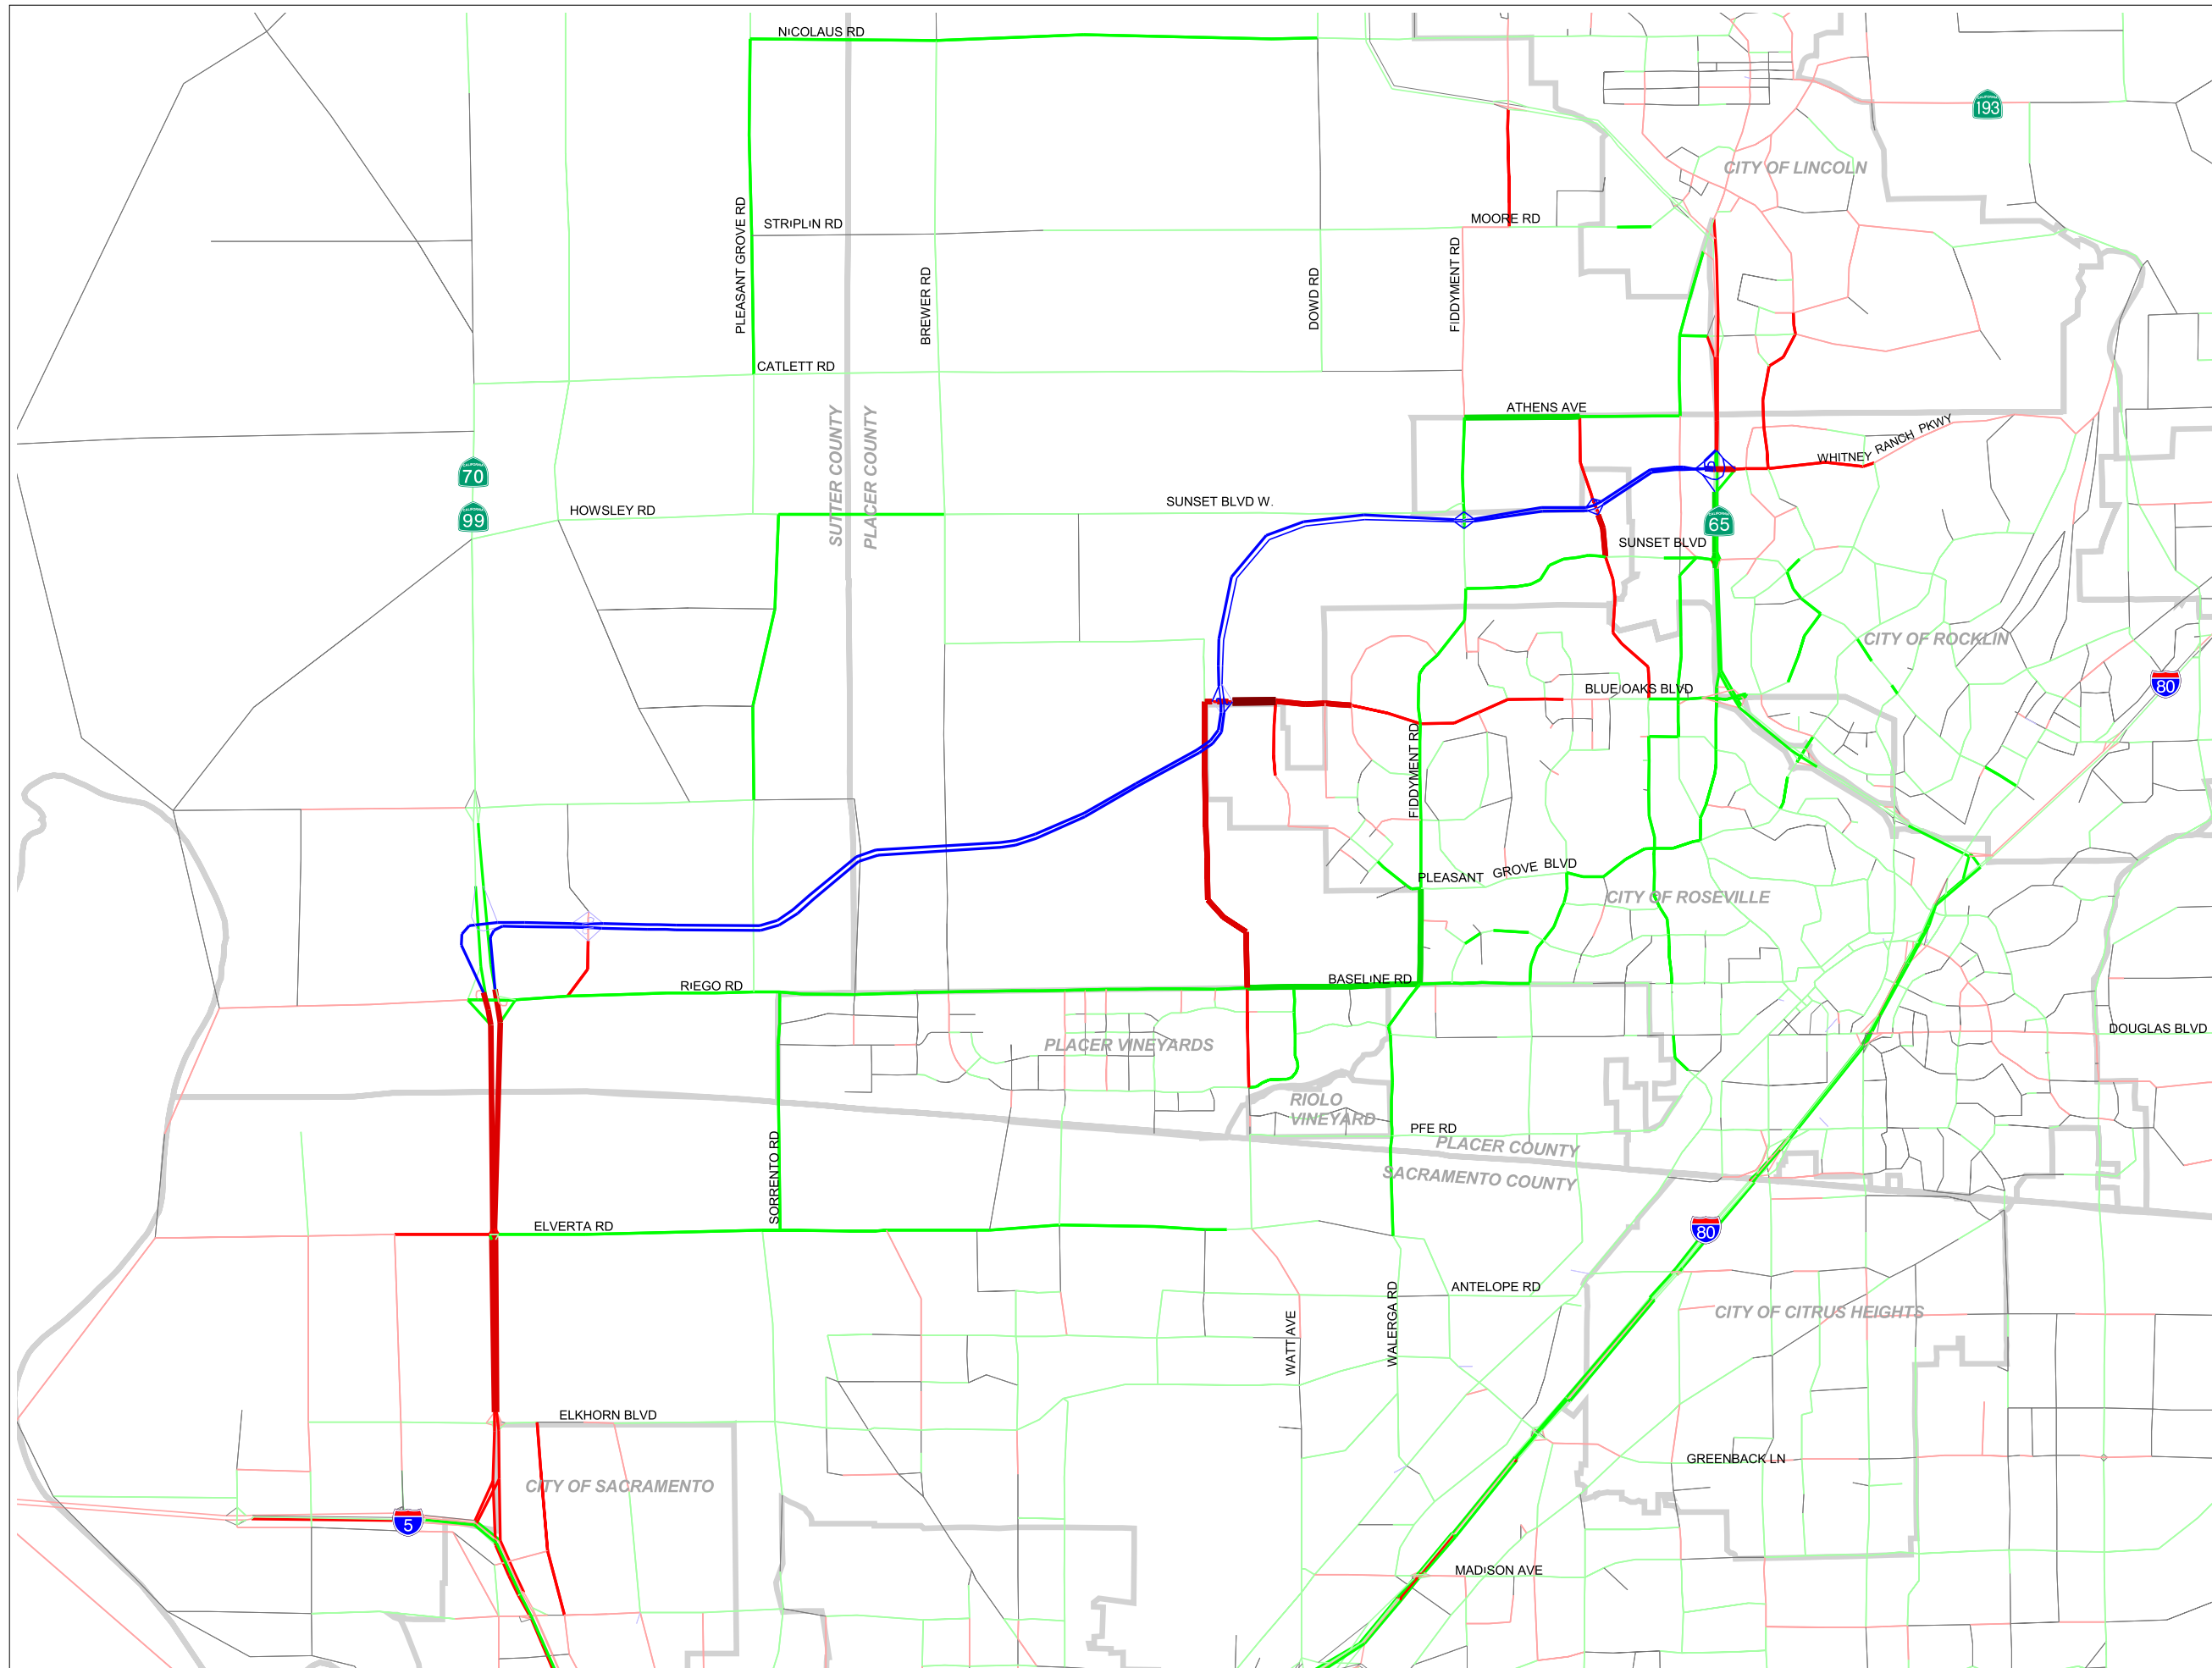 NICOLAUS RD
CALIFORNIA
193
CITY OF LINCOLN
PLEASANT GROVE RD
STRIPLIN RD
MOORE RD
BREWER RD
DOWD RD
FIDDYMENT RD
CATLETT RD
ATHENS AVE
SUTTER COUNTY
PLACER COUNTY
WHITNEY RANCH PKWY
CALIFORNIA
70
CALIFORNIA
99
HOWSLEY RD
SUNSET BLVD W.
CALIFORNIA
65
SUNSET BLVD
CITY OF ROCKLIN
80
BLUE OAKS BLVD
FIDDYMENT RD
PLEASANT GROVE BLVD
CITY OF ROSEVILLE
RIEGO RD
BASELINE RD
DOUGLAS BLVD
PLACER VINEYARDS
RIOLO
VINEYARD
PFE RD
PLACER COUNTY
SACRAMENTO COUNTY
SORRENTO RD
ELVERTA RD
80
ANTELOPE RD
WATT AVE
WALERGA RD
CITY OF CITRUS HEIGHTS
ELKHORN BLVD
GREENBACK LN
CITY OF SACRAMENTO
5
MADISON AVE